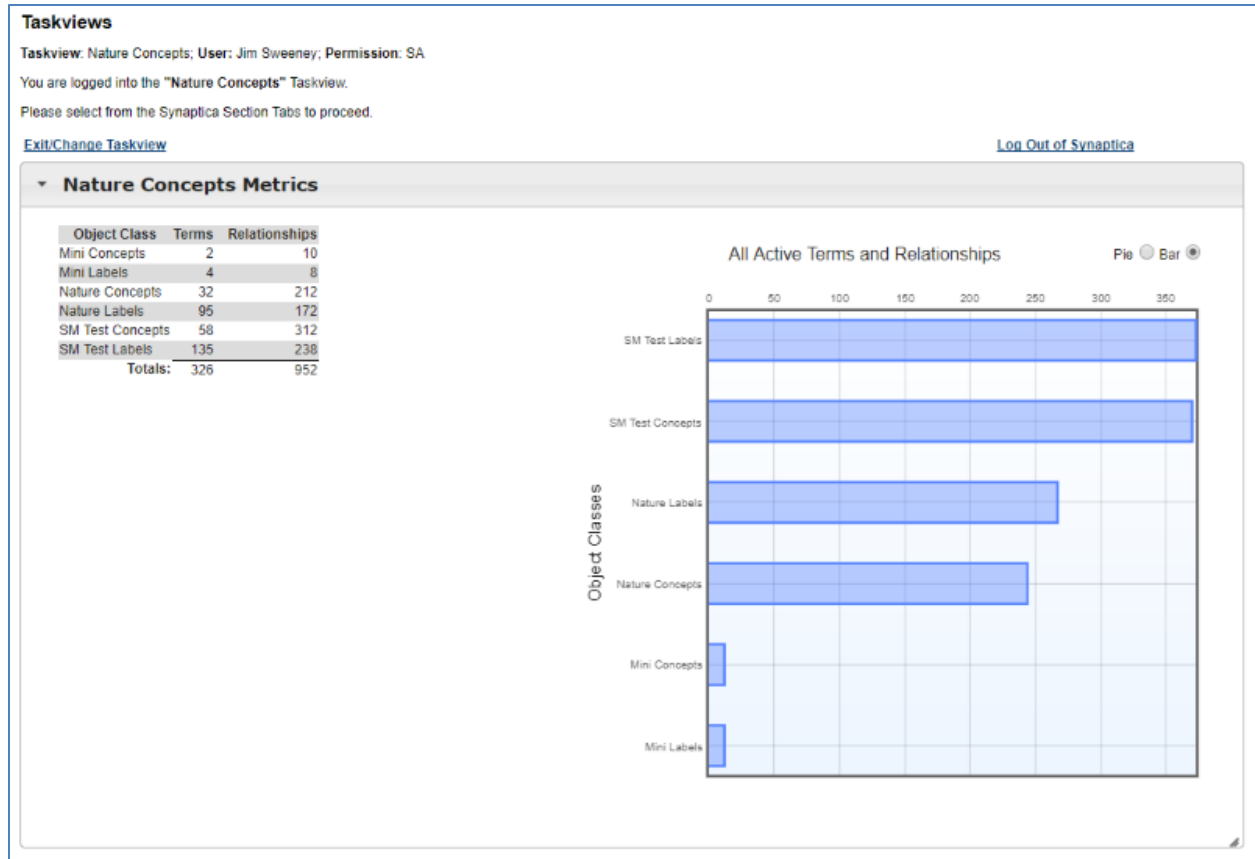 Taskviews
Taskview: Nature Concepts; User: Jim Sweeney; Permission: SA
You are logged into the "Nature Concepts" Taskview.
Please select from the Synaptica Section Tabs to proceed.
Exit/Change Taskview
Log Out of Synaptica
Nature Concepts Metrics
Object Class Terms Relationships
Mini Concepts 2 10
Mini Labels 4 8
Nature Concepts 32 212
Nature Labels 95 172
SM Test Concepts 58 312
SM Test Labels 135 238
Totals: 326 952
All Active Terms and Relationships
Pie Bar
0 50 100 150 200 250 300 350
SM Test Labels
SM Test Concepts
Nature Labels
Object Classes
Nature Concepts
Mini Concepts
Mini Labels